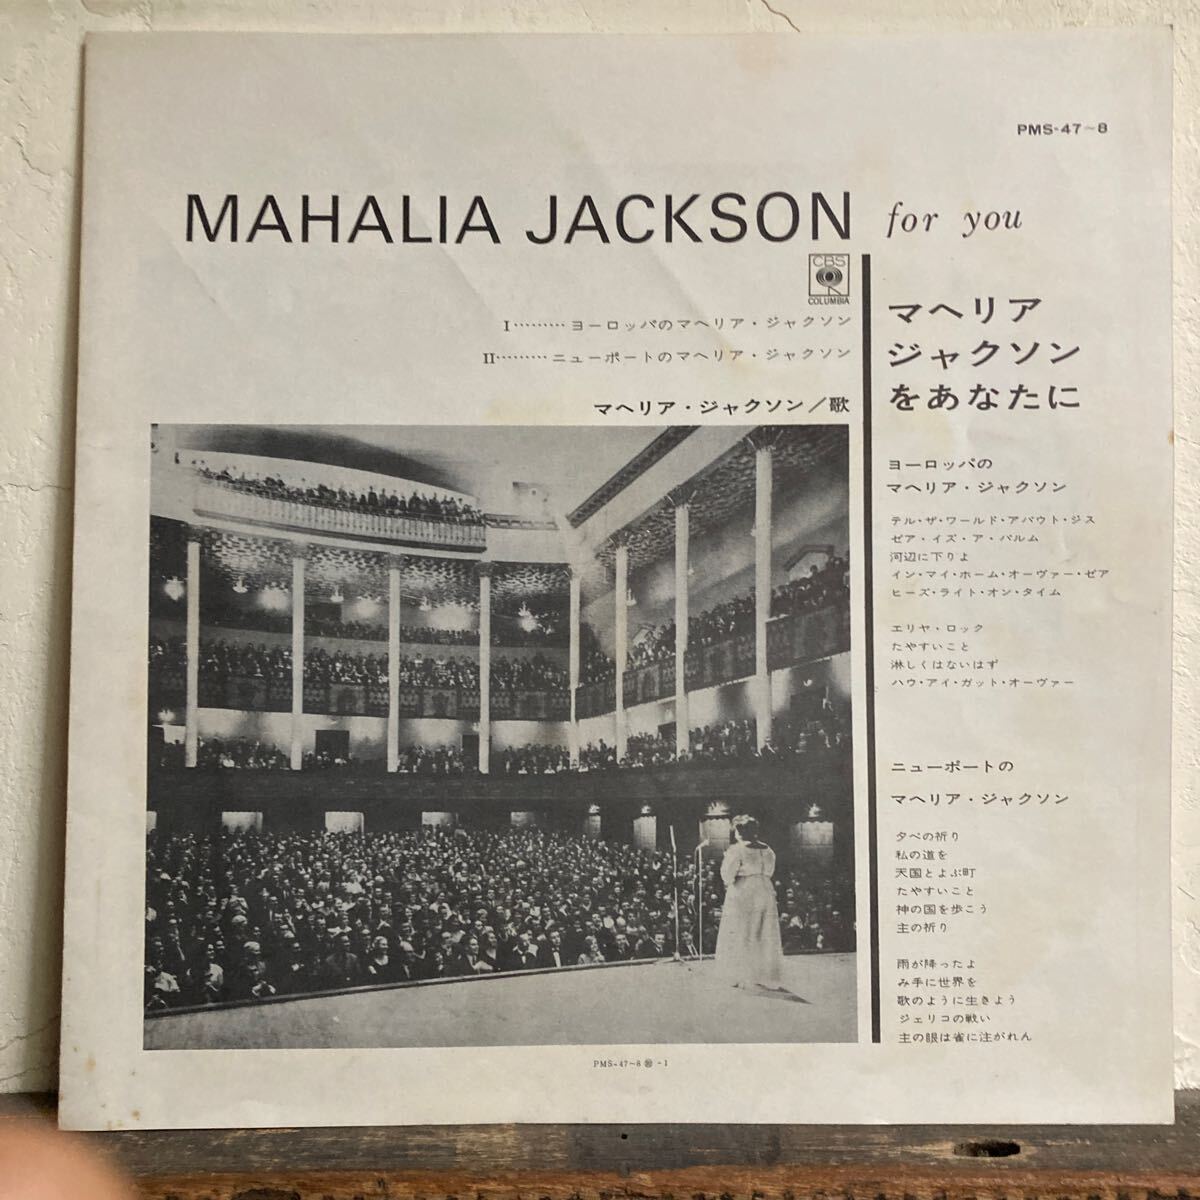 PMS-47~8
MAHALIA JACKSON for you
CBS
COLUMBIA
I………ヨーロッパのマヘリア・ジャクソン
II………ニューポートのマヘリア・ジャクソン
マヘリア・ジャクソン/歌
マヘリア
ジャクソン
をあなたに
ヨーロッパの
マヘリア・ジャクソン
テル・ザ・ワールド・アバウト・ジス
ゼア・イズ・ア・バルム
河辺に下りよ
イン・マイ・ホーム・オーヴァー・ゼア
ヒーズ・ライト・オン・タイム
エリヤ・ロック
たやすいこと
淋しくはないはず
ハウ・アイ・ガット・オーヴァー
ニューポートの
マヘリア・ジャクソン
夕べの祈り
私の道を
天国とよぶ町
たやすいこと
神の国を歩こう
主の祈り
雨が降ったよ
み手に世界を
歌のように生きよう
ジェリコの戦い
主の眼は雀に注がれん
PMS-47~8 -1